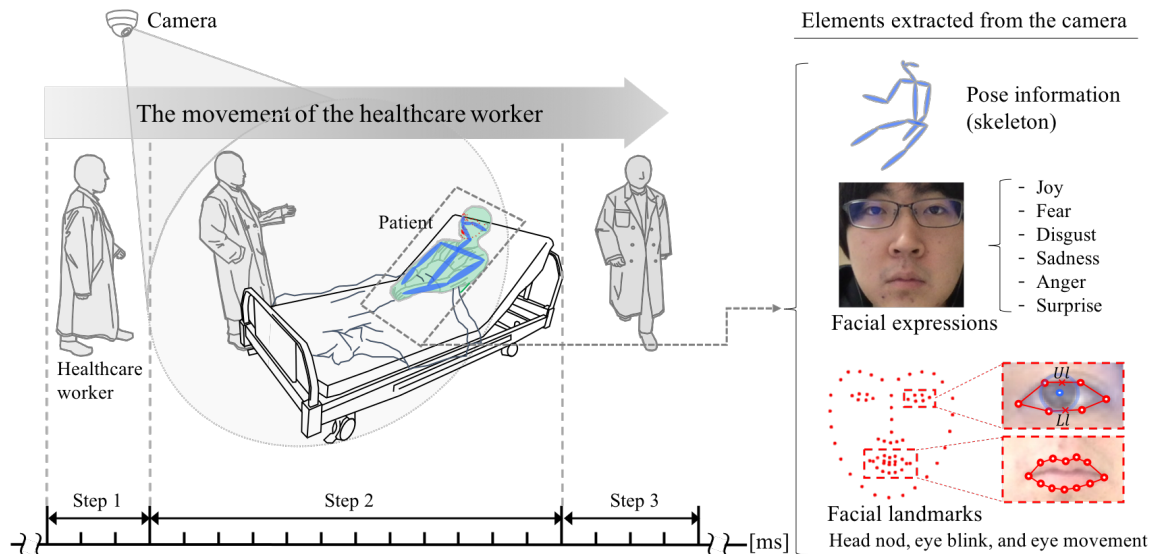 Camera
Elements extracted from the camera
The movement of the healthcare worker
Pose information
(skeleton)
Patient
- Joy
- Fear
- Disgust
- Sadness
- Anger
- Surprise
Facial expressions
Healthcare
worker
Ul
Ll
Step 1
Step 2
Step 3
Facial landmarks
Head nod, eye blink, and eye movement
[ms]